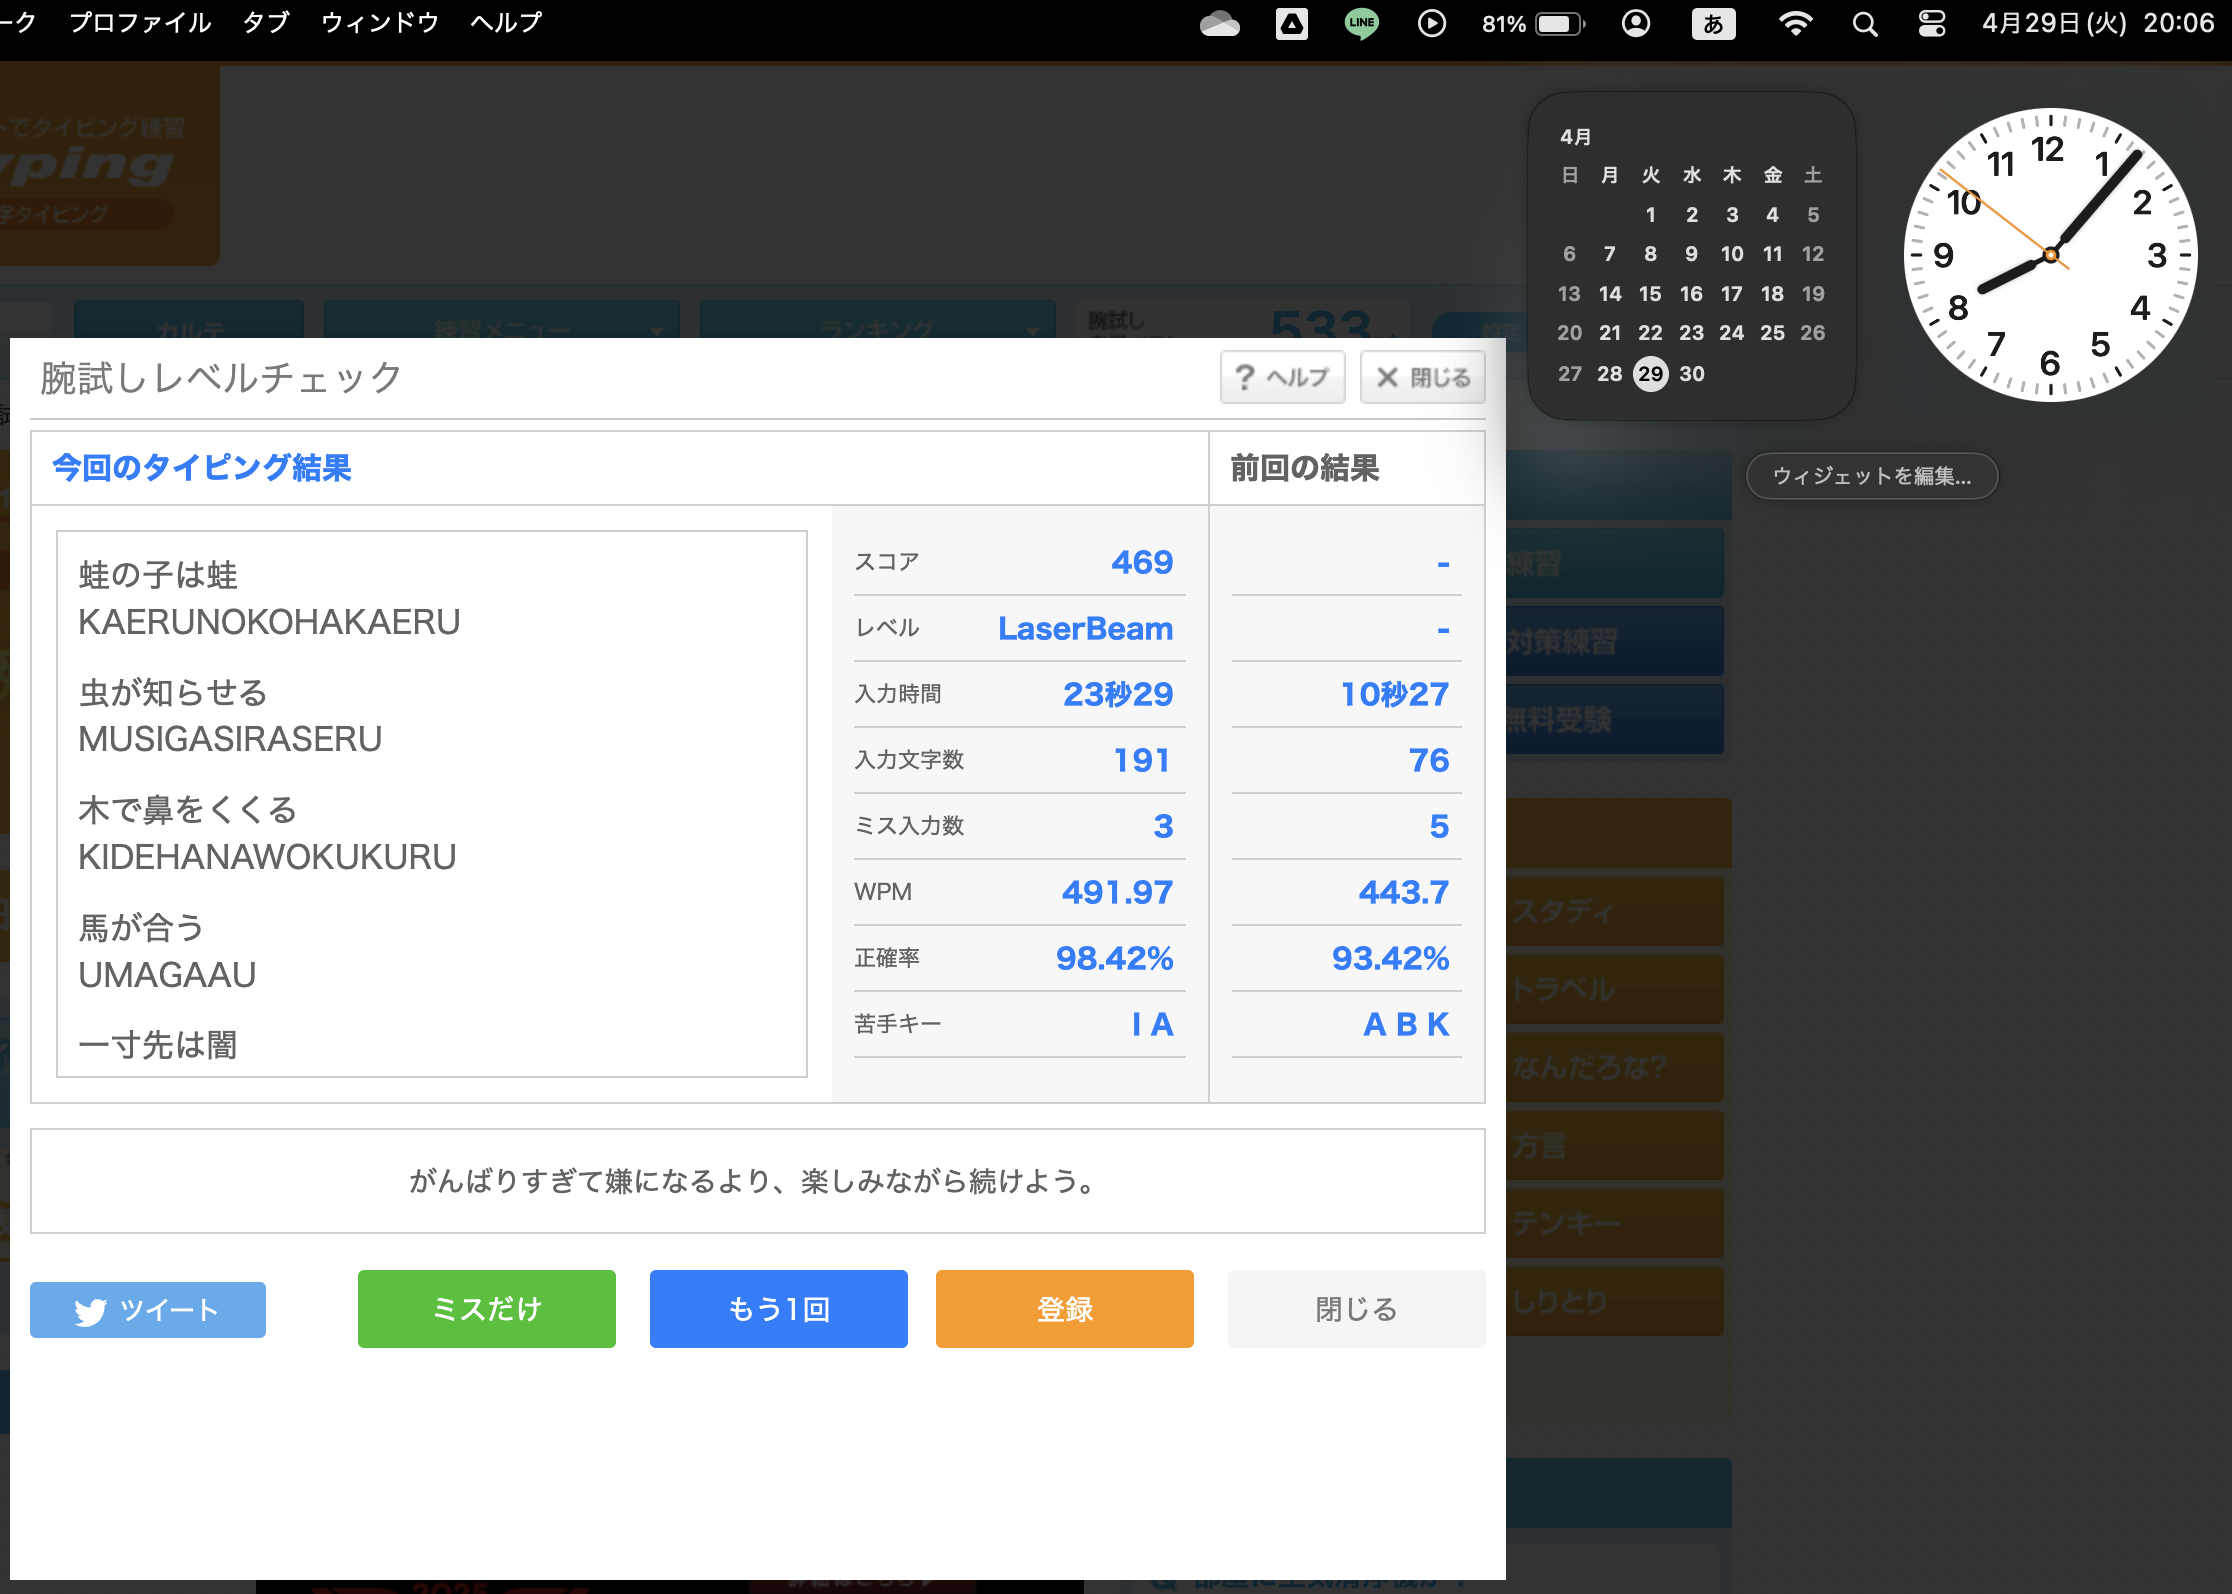 ーク プロファイル タブ ウィンドウ ヘルプ LINE 81% あ 4月29日(火) 20:06
トでタイピング練習
yping
字タイピング
4月
日 月 火 水 木 金 土
1 2 3 4 5
6 7 8 9 10 11 12
13 14 15 16 17 18 19
20 21 22 23 24 25 26
27 28 29 30
12 1 2 3 4 5 6 7 8 9 10 11
ウィジェットを編集...
カルテ 練習メニュー ランキング 腕試し 533 設定
腕試しレベルチェック ? ヘルプ × 閉じる
今回のタイピング結果 前回の結果
蛙の子は蛙
KAERUNOKOHAKAERU
虫が知らせる
MUSIGASIRASERU
木で鼻をくくる
KIDEHANAWOKUKURU
馬が合う
UMAGAAU
一寸先は闇
スコア 469 -
レベル LaserBeam -
入力時間 23秒29 10秒27
入力文字数 191 76
ミス入力数 3 5
WPM 491.97 443.7
正確率 98.42% 93.42%
苦手キー I A A B K
がんばりすぎて嫌になるより、楽しみながら続けよう。
ツイート ミスだけ もう1回 登録 閉じる
練習
対策練習
無料受験
スタディ
トラベル
なんだろな?
方言
テンキー
しりとり
2025